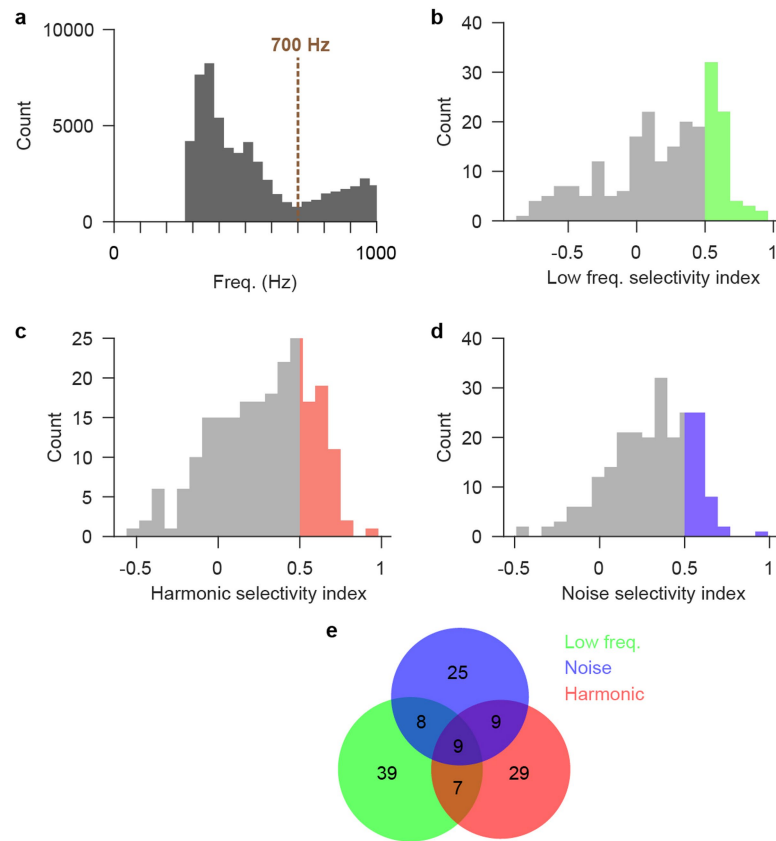 a
10000
5000
0
Count
700 Hz
0
1000
Freq. (Hz)
b
40
30
20
10
0
Count
-0.5
0
0.5
1
Low freq. selectivity index
c
25
20
15
10
5
0
Count
-0.5
0
0.5
1
Harmonic selectivity index
d
40
30
20
10
0
Count
-0.5
0
0.5
1
Noise selectivity index
e
25
8
9
9
39
7
29
Low freq.
Noise
Harmonic